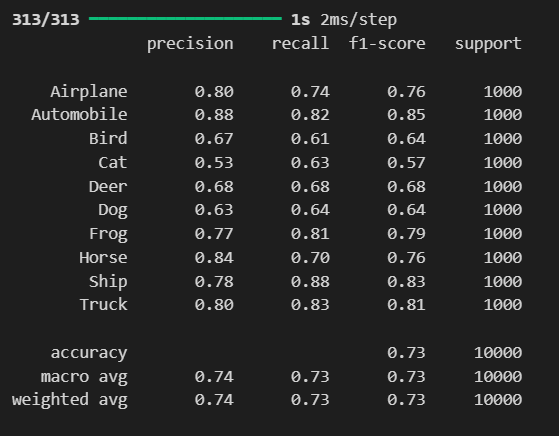 313/313 ━━━━━━━━━━━━━━━━━━━━ 1s 2ms/step
precision recall f1-score support
Airplane 0.80 0.74 0.76 1000
Automobile 0.88 0.82 0.85 1000
Bird 0.67 0.61 0.64 1000
Cat 0.53 0.63 0.57 1000
Deer 0.68 0.68 0.68 1000
Dog 0.63 0.64 0.64 1000
Frog 0.77 0.81 0.79 1000
Horse 0.84 0.70 0.76 1000
Ship 0.78 0.88 0.83 1000
Truck 0.80 0.83 0.81 1000
accuracy 0.73 10000
macro avg 0.74 0.73 0.73 10000
weighted avg 0.74 0.73 0.73 10000